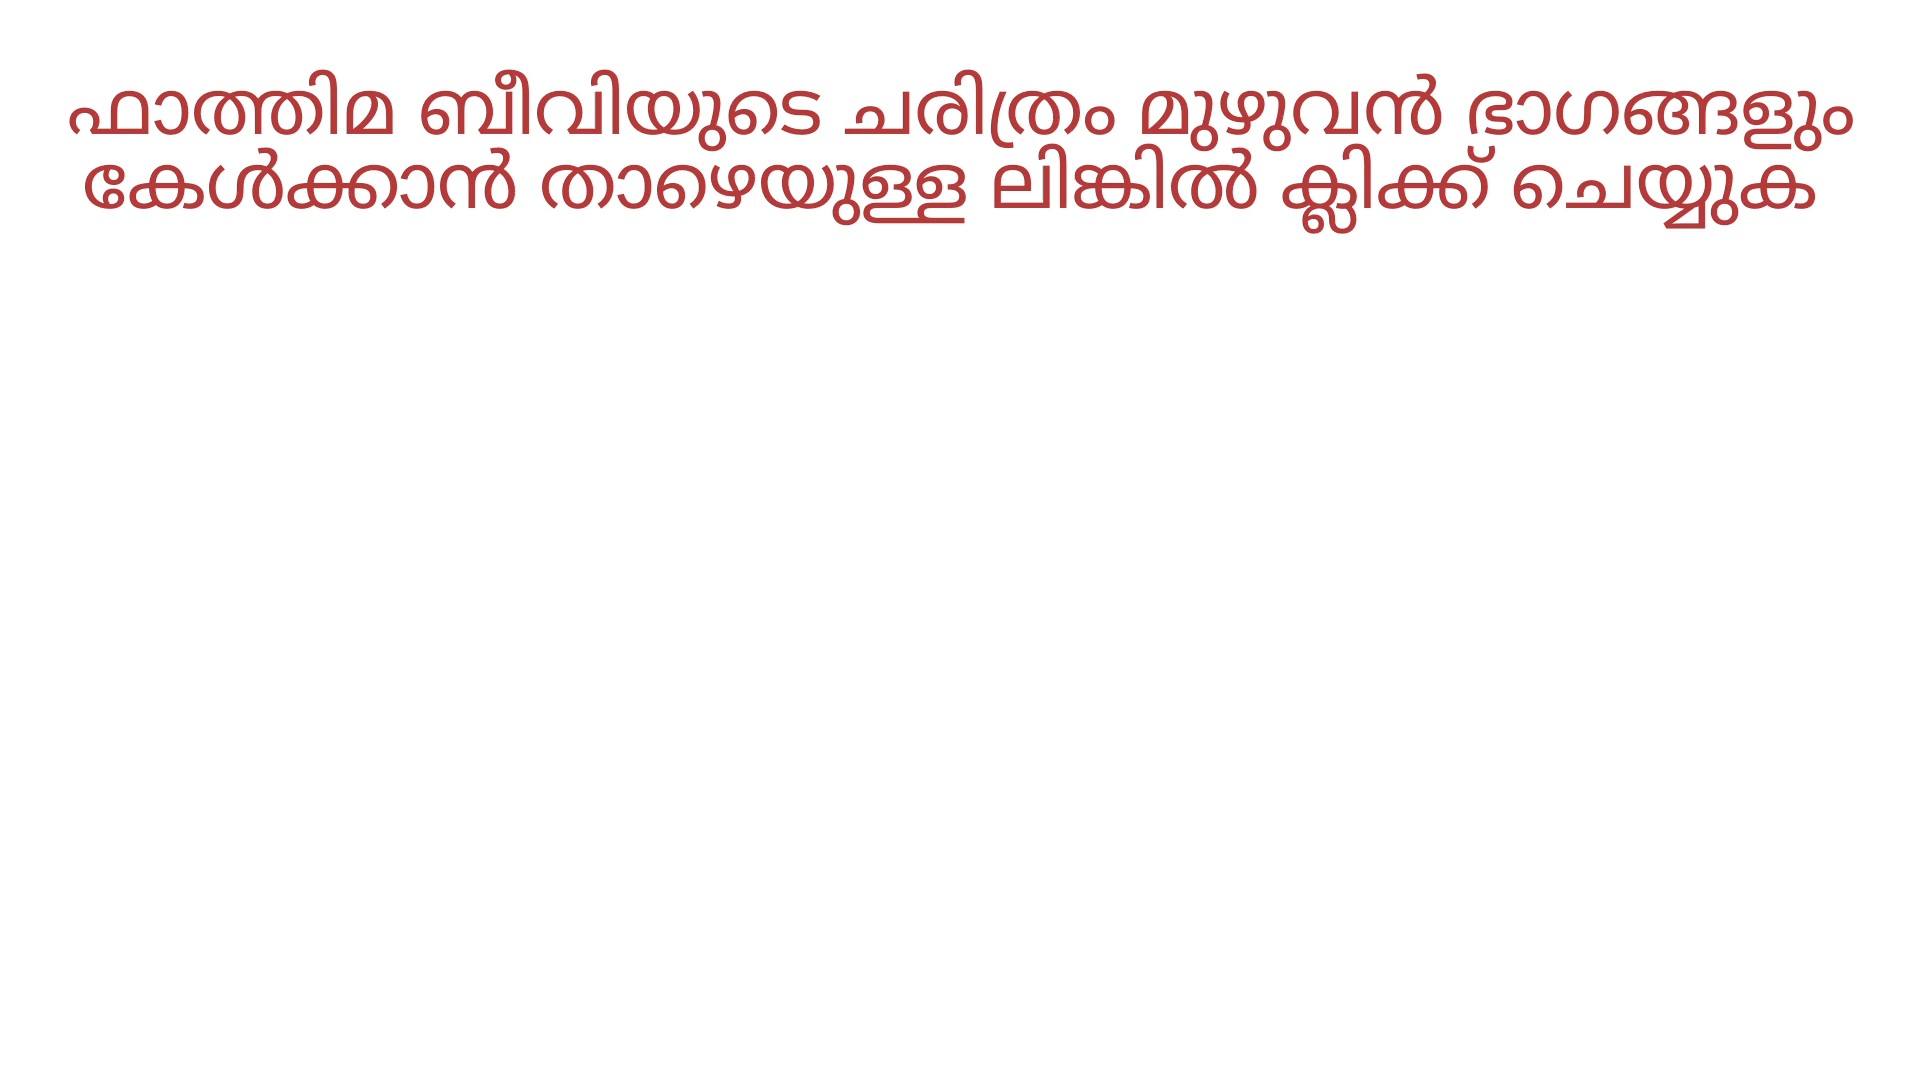 ഫാത്തിമ ബീവിയുടെ ചരിത്രം മുഴുവൻ ഭാഗങ്ങളും
കേൾക്കാൻ താഴെയുള്ള ലിങ്കിൽ ക്ലിക്ക് ചെയ്യുക